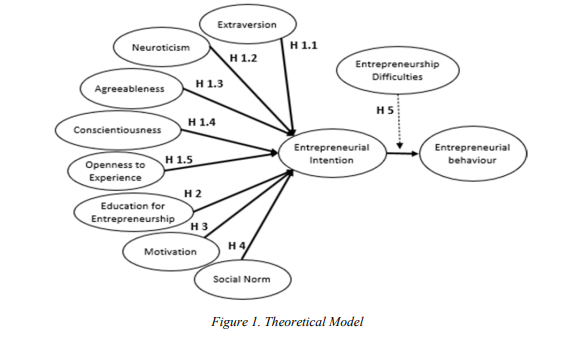 Extraversion
H 1.1
Neuroticism
H 1.2
Entrepreneurship
Difficulties
Agreeableness
H 1.3
H 5
Conscientiousness
H 1.4
Entrepreneurial
Intention
Entrepreneurial
behaviour
Openness to
Experience
H 1.5
Education for
Entrepreneurship
H 2
Motivation
H 3
Social Norm
H 4
Figure 1. Theoretical Model